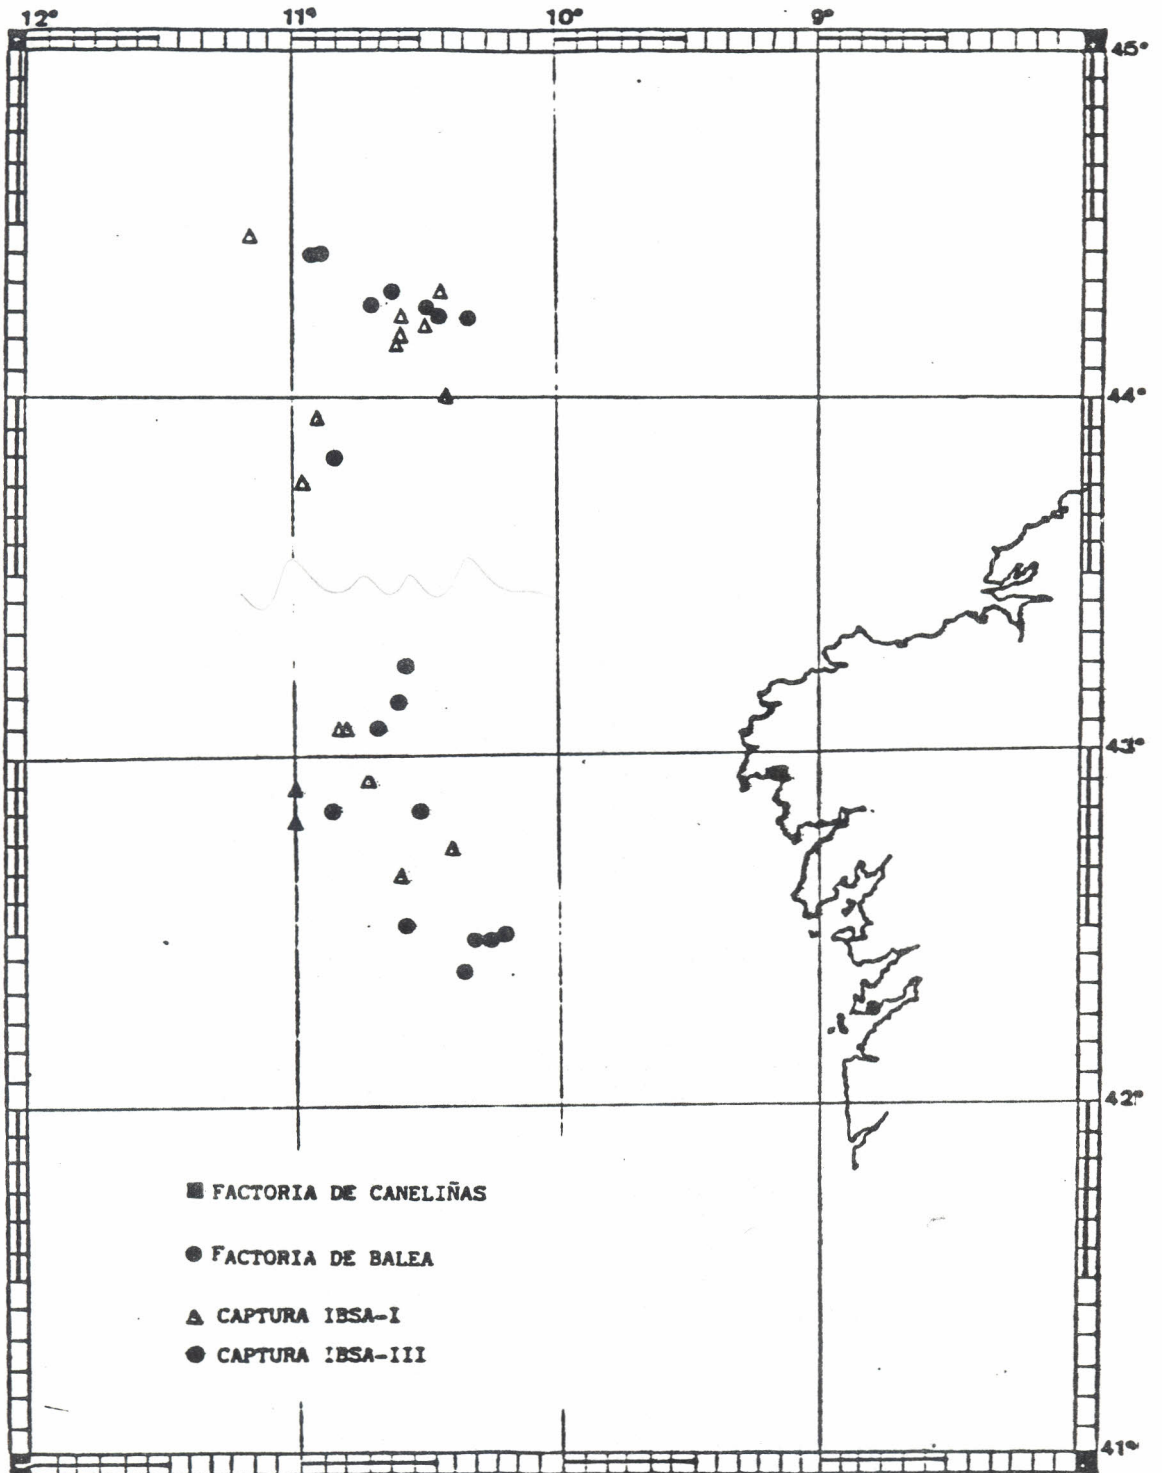 12° 11° 10° 9°
45°
44°
43°
42°
41°
■ FACTORIA DE CANELIÑAS
● FACTORIA DE BALEA
△ CAPTURA IBSA-I
● CAPTURA IBSA-III